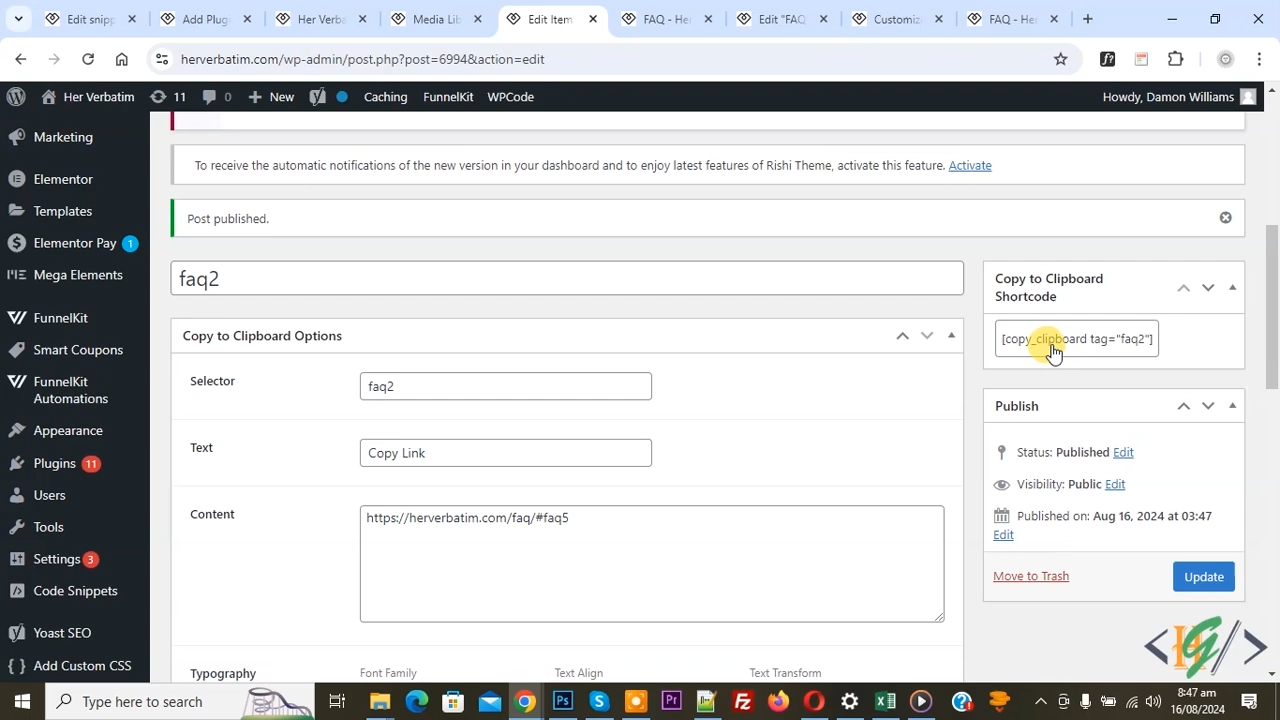 Edit snipp
Add Plug
Her Verba
Media Lib
Edit Item
FAQ - He
Edit "FAQ
Customiz
FAQ - Her
herverbatim.com/wp-admin/post.php?post=6994&action=edit
Her Verbatim
11
0
New
Caching
FunnelKit
WPCode
Howdy, Damon Williams
Marketing
Elementor
Templates
Elementor Pay 1
Mega Elements
FunnelKit
Smart Coupons
FunnelKit
Automations
Appearance
Plugins 11
Users
Tools
Settings 3
Code Snippets
Yoast SEO
Add Custom CSS
To receive the automatic notifications of the new version in your dashboard and to enjoy latest features of Rishi Theme, activate this feature. Activate
Post published.
faq2
Copy to Clipboard Options
Selector
faq2
Text
Copy Link
Content
https://herverbatim.com/faq/#faq5
Typography
Font Family
Text Align
Text Transform
Copy to Clipboard
Shortcode
[copy_clipboard tag="faq2"]
Publish
Status: Published Edit
Visibility: Public Edit
Published on: Aug 16, 2024 at 03:47
Edit
Move to Trash
Update
Type here to search
8:47 am
16/08/2024